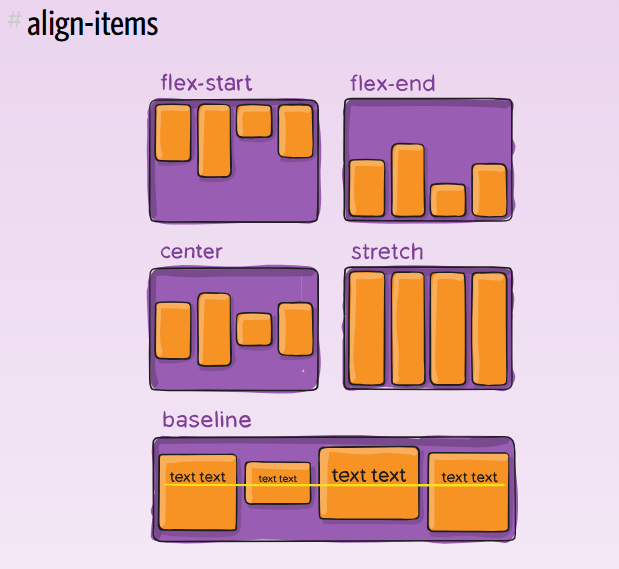 # align-items
flex-start
flex-end
center
stretch
baseline
text text
text text
text text
text text